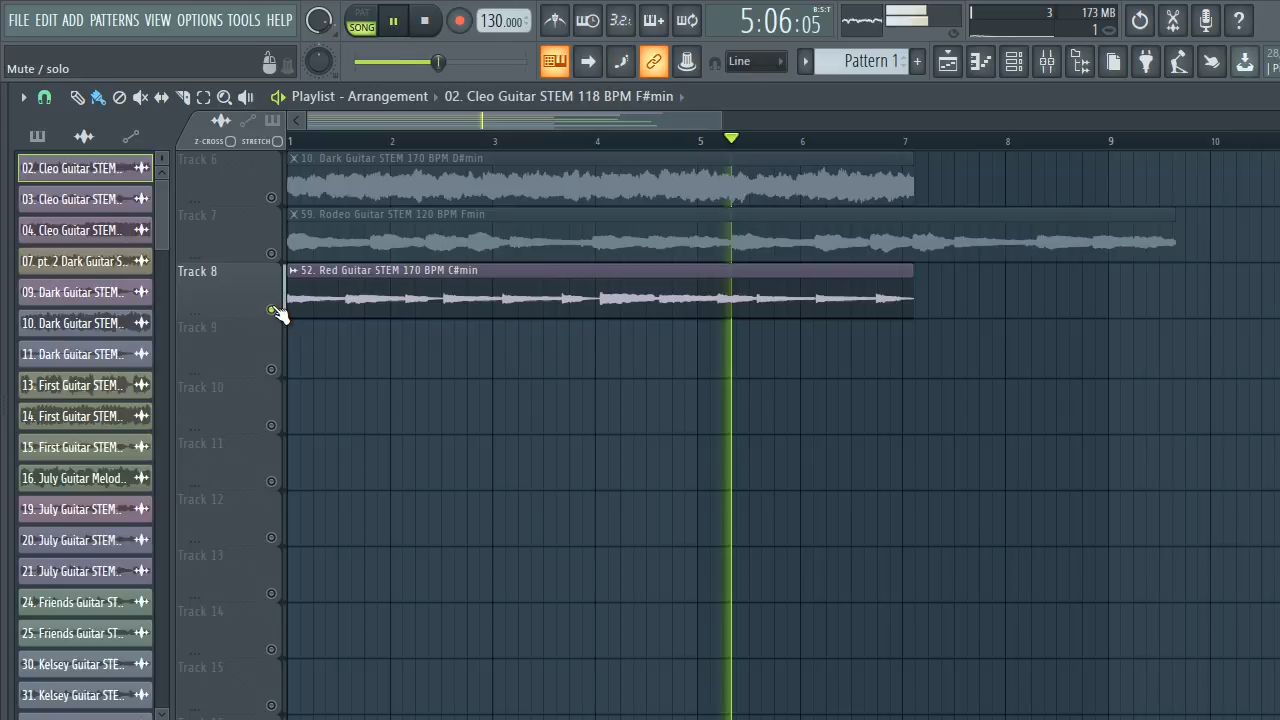 FILE EDIT ADD PATTERNS VIEW OPTIONS TOOLS HELP
PAT
SONG
130.000
3.2.
5:06:05
B:S:T
3
173 MB
1
Mute / solo
Line
Pattern 1
Playlist - Arrangement
02. Cleo Guitar STEM 118 BPM F#min
Z-CROSS
STRETCH
1 2 3 4 5 6 7 8 9 10
02. Cleo Guitar STEM..
03. Cleo Guitar STEM..
04. Cleo Guitar STEM..
07. pt. 2 Dark Guitar S..
09. Dark Guitar STEM..
10. Dark Guitar STEM..
11. Dark Guitar STEM..
13. First Guitar STEM..
14. First Guitar STEM..
15. First Guitar STEM..
16. July Guitar Melod..
19. July Guitar STEM..
20. July Guitar STEM..
21. July Guitar STEM..
24. Friends Guitar ST..
25. Friends Guitar ST..
30. Kelsey Guitar STE..
31. Kelsey Guitar STE..
Track 6
10. Dark Guitar STEM 170 BPM D#min
Track 7
59. Rodeo Guitar STEM 120 BPM Fmin
Track 8
52. Red Guitar STEM 170 BPM C#min
Track 9
Track 10
Track 11
Track 12
Track 13
Track 14
Track 15